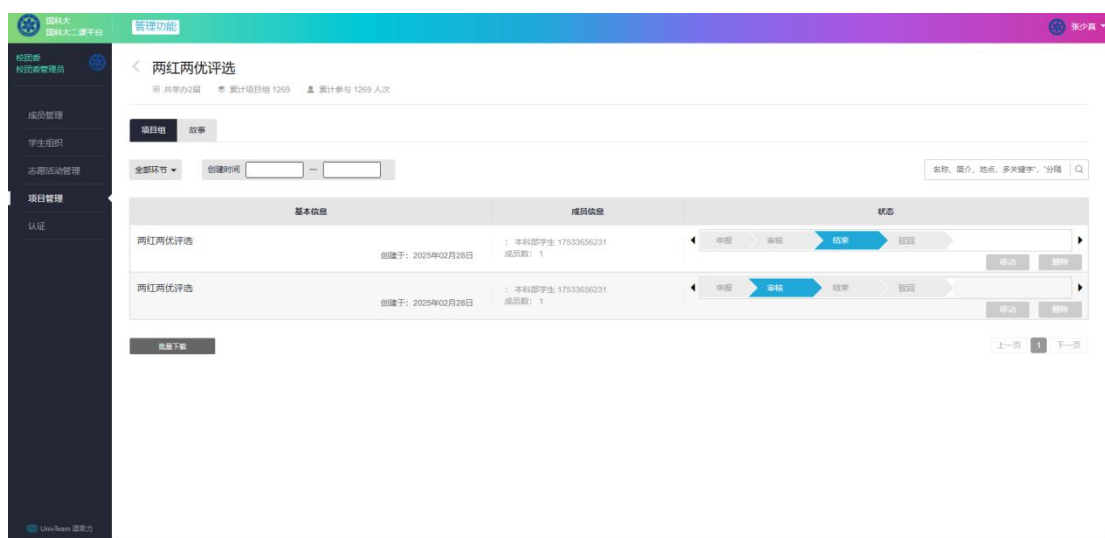 国科大
国科大二课平台
管理功能
张少真
校团委
校团委管理员
两红两优评选
共举办2届 累计项目组 1269 累计参与 1269 人次
成员管理
学生组织
志愿活动管理
项目管理
认证
项目组 故事
全部环节 创建时间 —
名称、简介、地点，多关键字“，”分隔
基本信息 成员信息 状态
两红两优评选
创建于：2025年02月28日
： 本科部学生 17533656231
成员数： 1
申报 审核 结束 驳回
移动 删除
两红两优评选
创建于：2025年02月28日
： 本科部学生 17533656231
成员数： 1
申报 审核 结束 驳回
移动 删除
批量下载
上一页 1 下一页
UnivTeam 团聚力